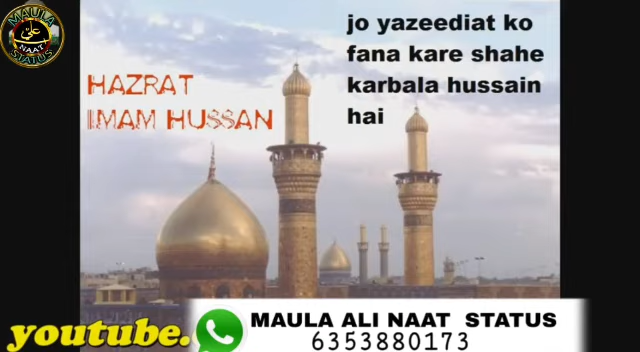 MAULA
علی
NAAT
STATUS
HAZRAT
IMAM HUSSAN
jo yazeediat ko
fana kare shahe
karbala hussain
hai
youtube.
MAULA ALI NAAT STATUS
6353880173